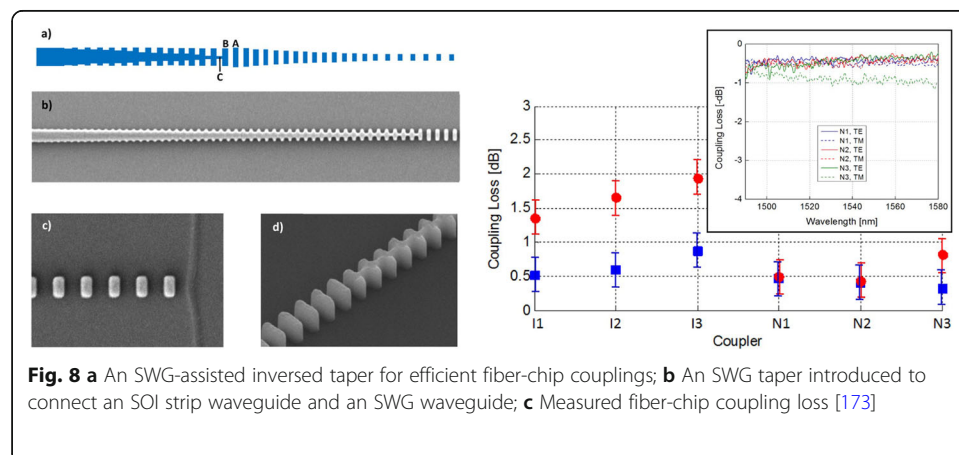 a)
B A
C
b)
c)
d)
Coupling Loss [dB]
3
2.5
2
1.5
1
0.5
0
I1 I2 I3 N1 N2 N3
Coupler
Coupling Loss [-dB]
-0
-1
-2
-3
-4
N1, TE
N1, TM
N2, TE
N2, TM
N3, TE
N3, TM
1500 1520 1540 1560 1580
Wavelength [nm]
Fig. 8 a An SWG-assisted inversed taper for efficient fiber-chip couplings; b An SWG taper introduced to
connect an SOI strip waveguide and an SWG waveguide; c Measured fiber-chip coupling loss [173]